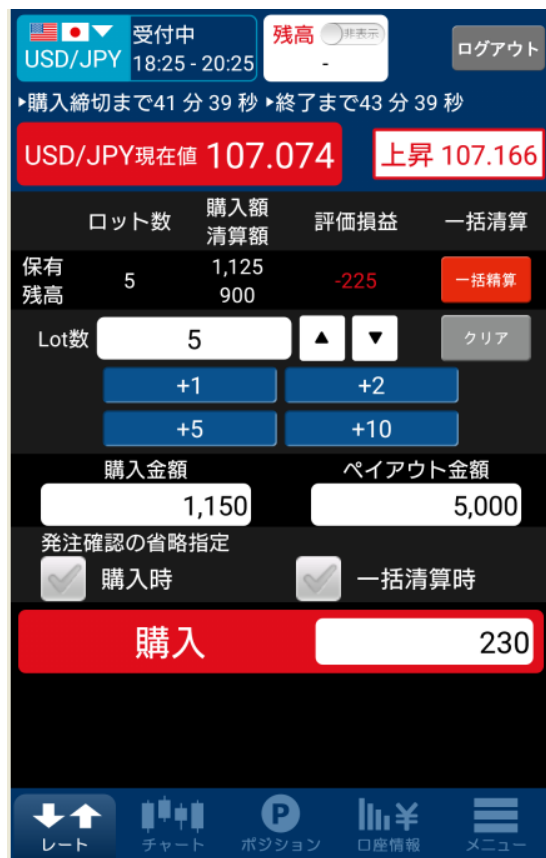 受付中 残高 非表示 ログアウト
USD/JPY 18:25 - 20:25 -
▸購入締切まで41 分 39 秒 ▸終了まで43 分 39 秒
USD/JPY現在値 107.074 上昇 107.166
ロット数 購入額 評価損益 一括清算
清算額
保有 5 1,125 -225 一括精算
残高 900
Lot数 5 ▲ ▼ クリア
+1 +2
+5 +10
購入金額 ペイアウト金額
1,150 5,000
発注確認の省略指定
購入時 一括清算時
購入 230
P ¥
レート チャート ポジション 口座情報 メニュー